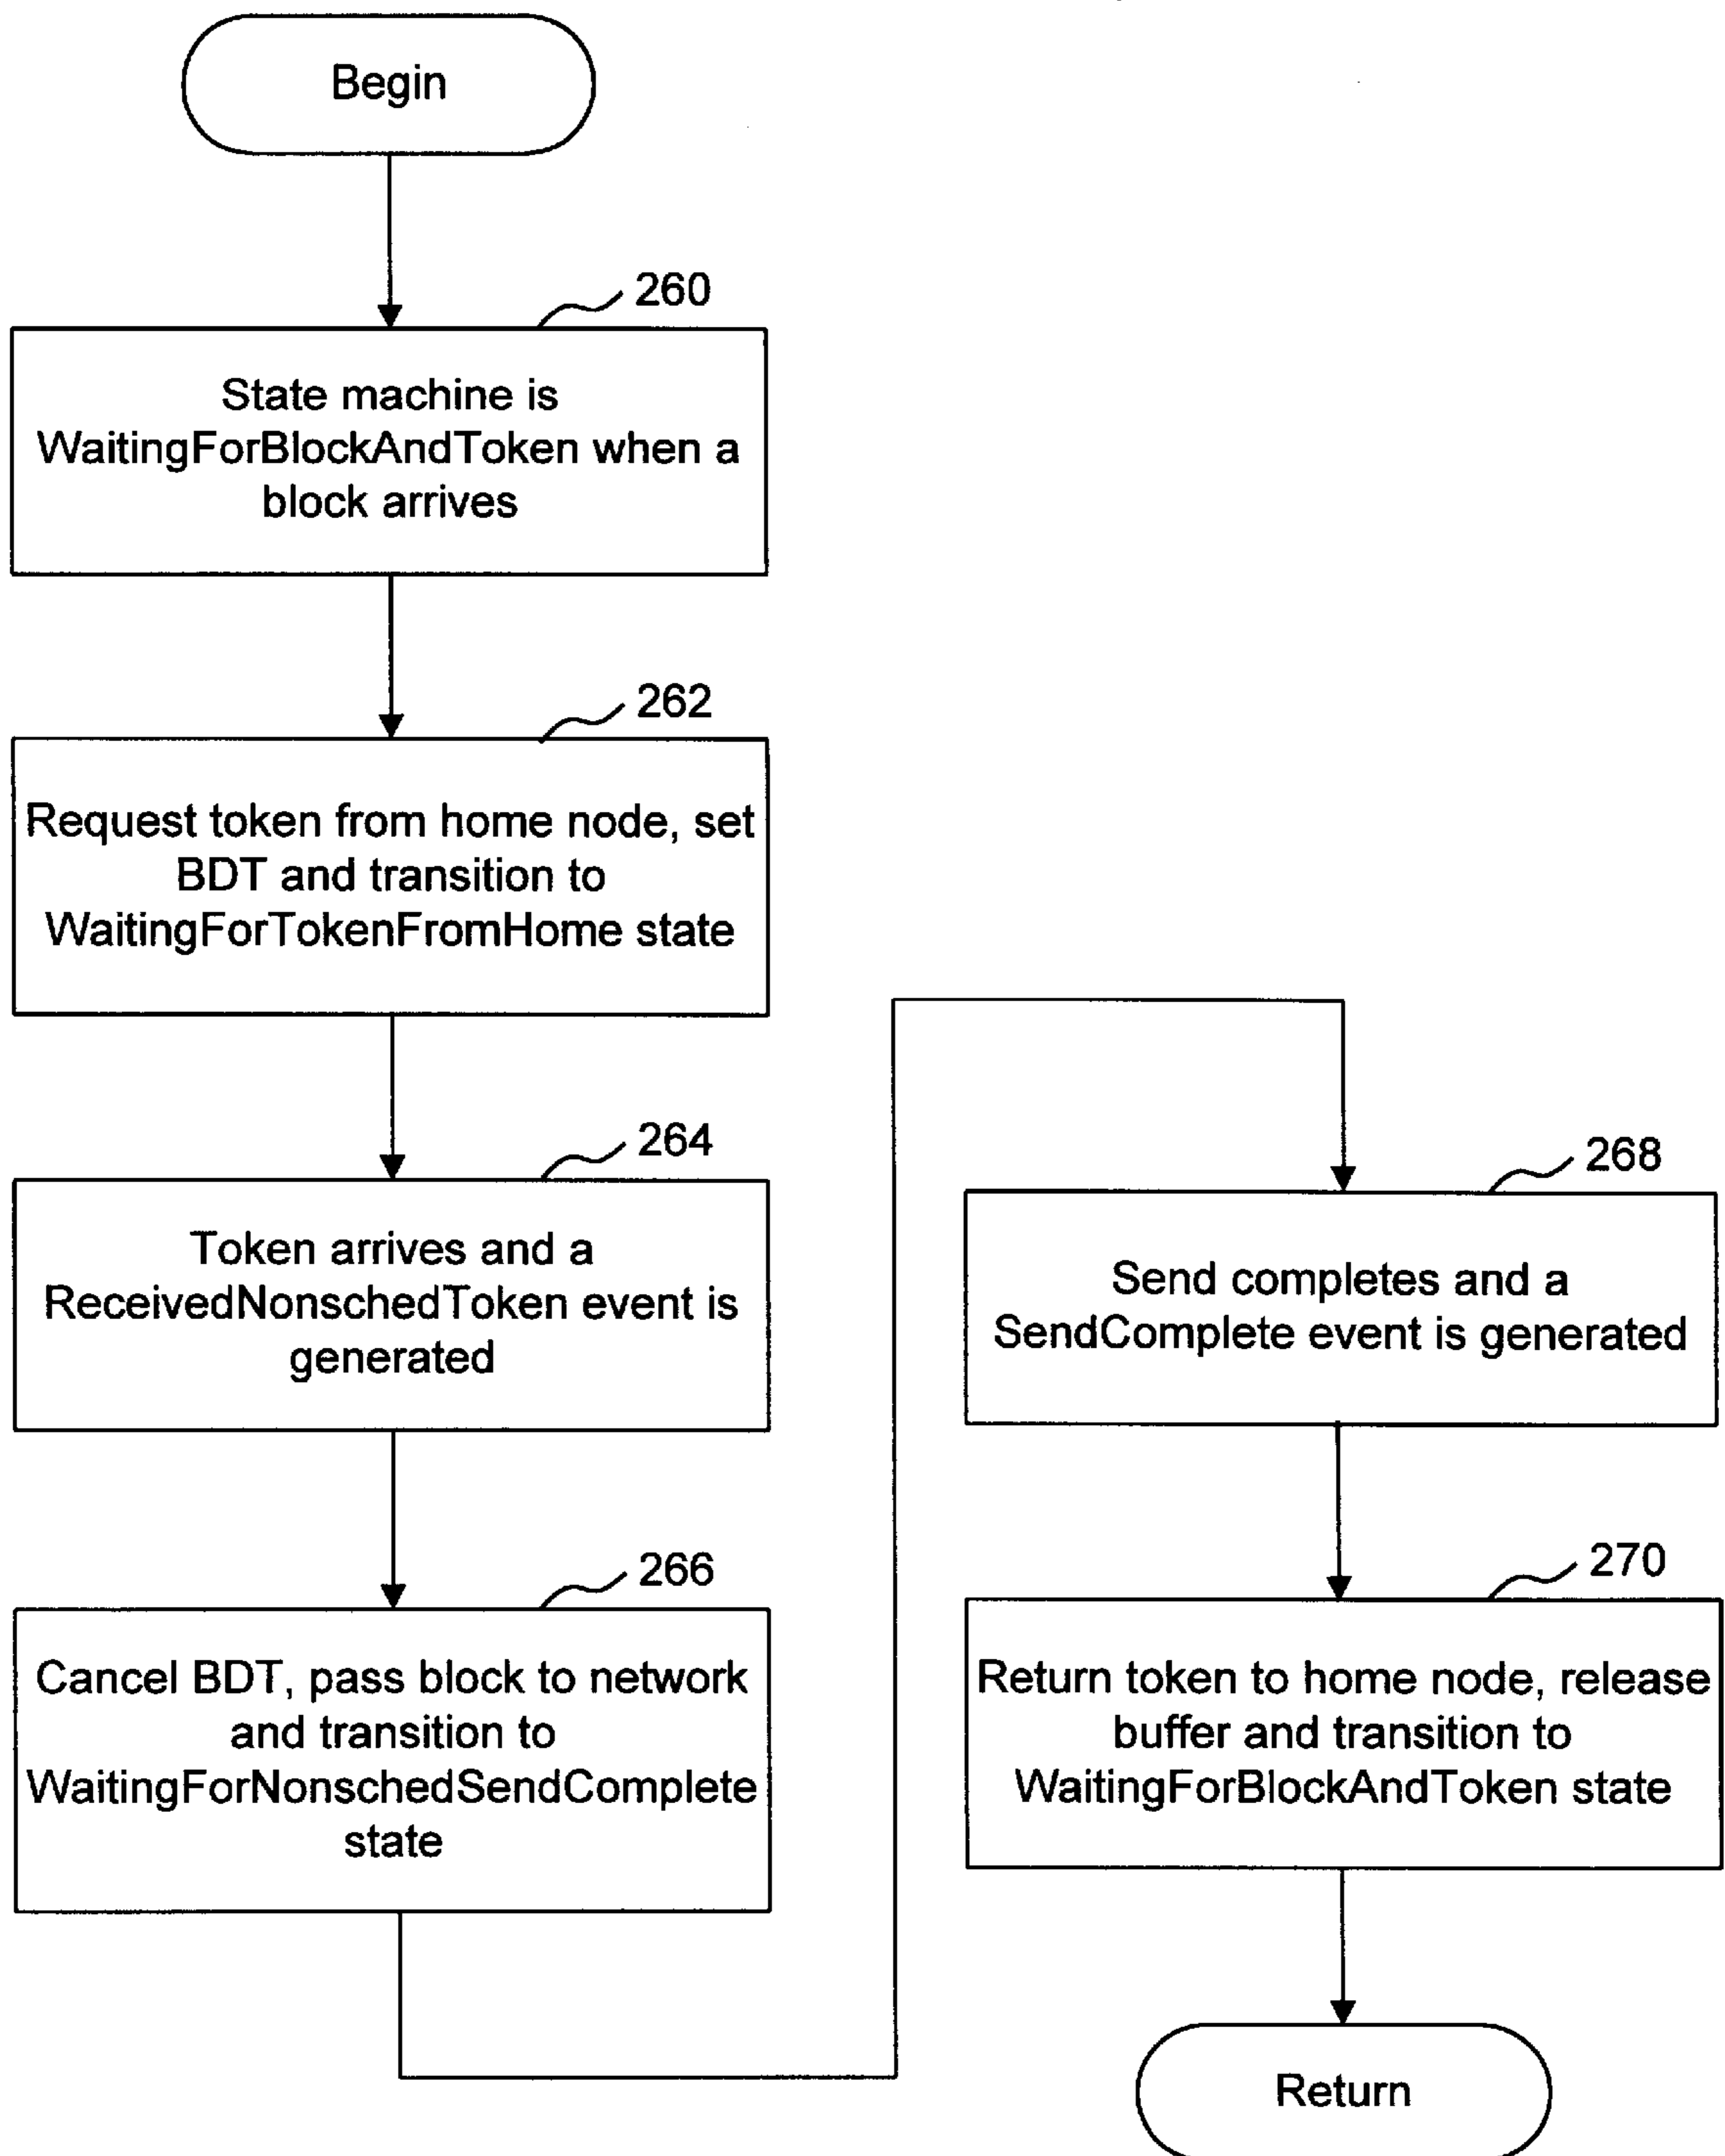 Begin
260
State machine is
WaitingForBlockAndToken when a
block arrives
262
Request token from home node, set
BDT and transition to
WaitingForTokenFromHome state
264
Token arrives and a
ReceivedNonschedToken event is
generated
266
Cancel BDT, pass block to network
and transition to
WaitingForNonschedSendComplete
state
268
Send completes and a
SendComplete event is generated
270
Return token to home node, release
buffer and transition to
WaitingForBlockAndToken state
Return